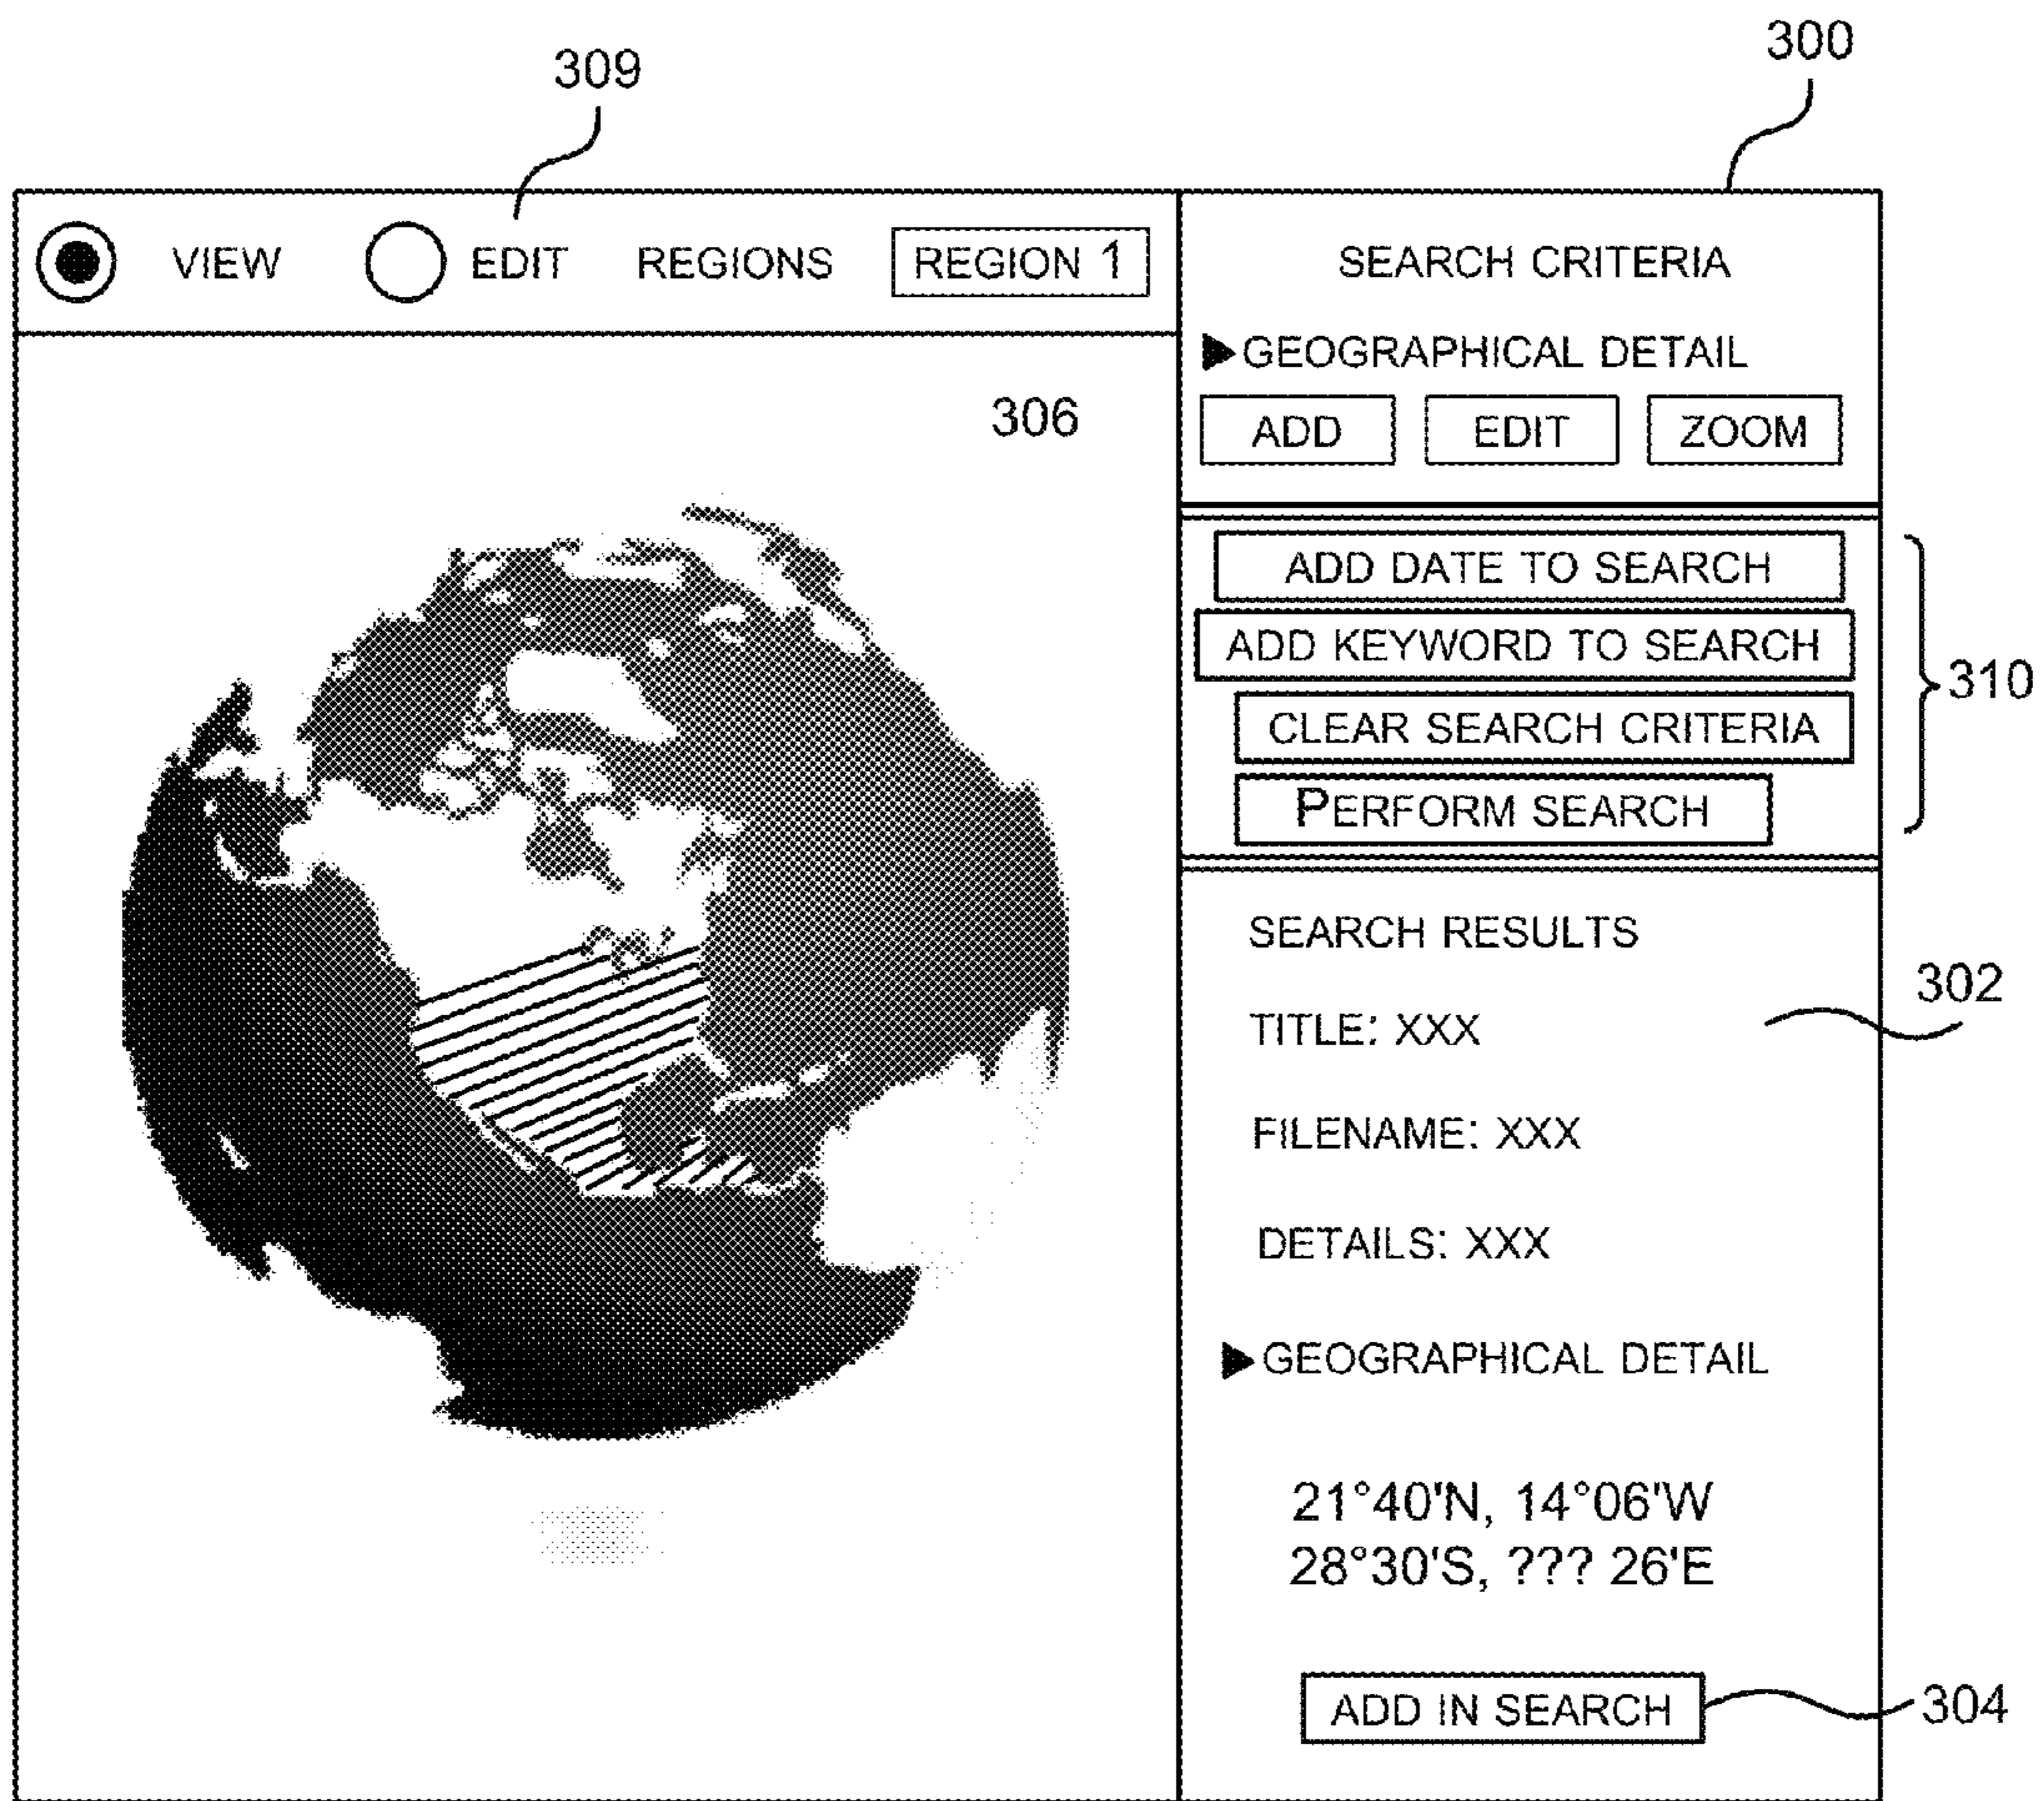 309
300
VIEW EDIT REGIONS REGION 1
306
SEARCH CRITERIA
▶GEOGRAPHICAL DETAIL
ADD EDIT ZOOM
ADD DATE TO SEARCH
ADD KEYWORD TO SEARCH
CLEAR SEARCH CRITERIA
PERFORM SEARCH
310
SEARCH RESULTS
302
TITLE: XXX
FILENAME: XXX
DETAILS: XXX
▶GEOGRAPHICAL DETAIL
21°40'N, 14°06'W
28°30'S, ??? 26'E
ADD IN SEARCH
304